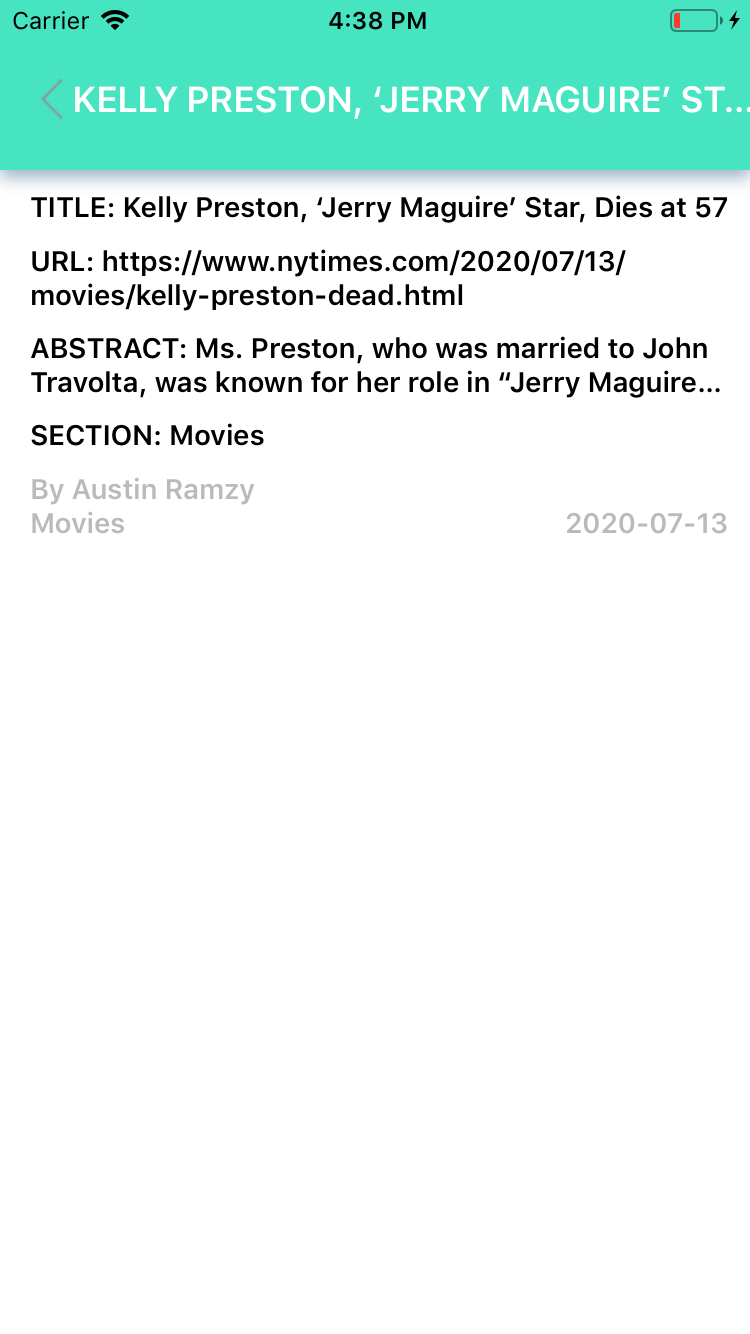 Carrier 4:38 PM
KELLY PRESTON, ‘JERRY MAGUIRE’ ST...
TITLE: Kelly Preston, ‘Jerry Maguire’ Star, Dies at 57
URL: https://www.nytimes.com/2020/07/13/
movies/kelly-preston-dead.html
ABSTRACT: Ms. Preston, who was married to John
Travolta, was known for her role in “Jerry Maguire...
SECTION: Movies
By Austin Ramzy
Movies 2020-07-13